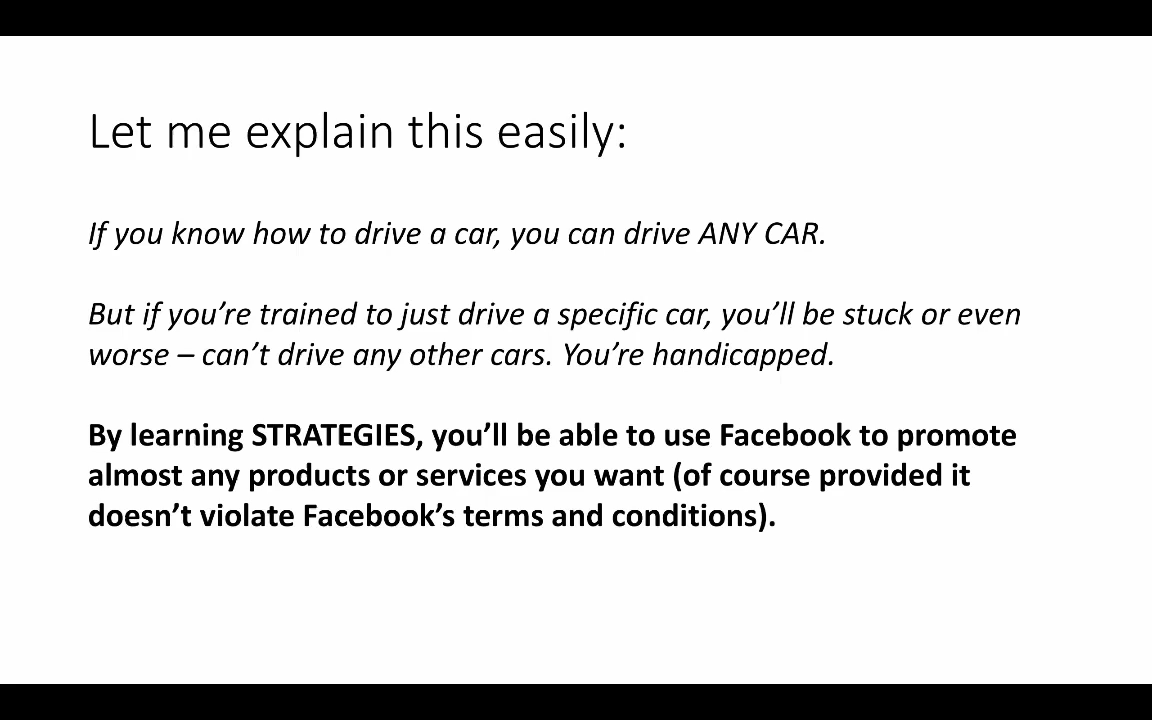 Let me explain this easily:
If you know how to drive a car, you can drive ANY CAR.
But if you’re trained to just drive a specific car, you’ll be stuck or even
worse – can’t drive any other cars. You’re handicapped.
By learning STRATEGIES, you’ll be able to use Facebook to promote
almost any products or services you want (of course provided it
doesn’t violate Facebook’s terms and conditions).